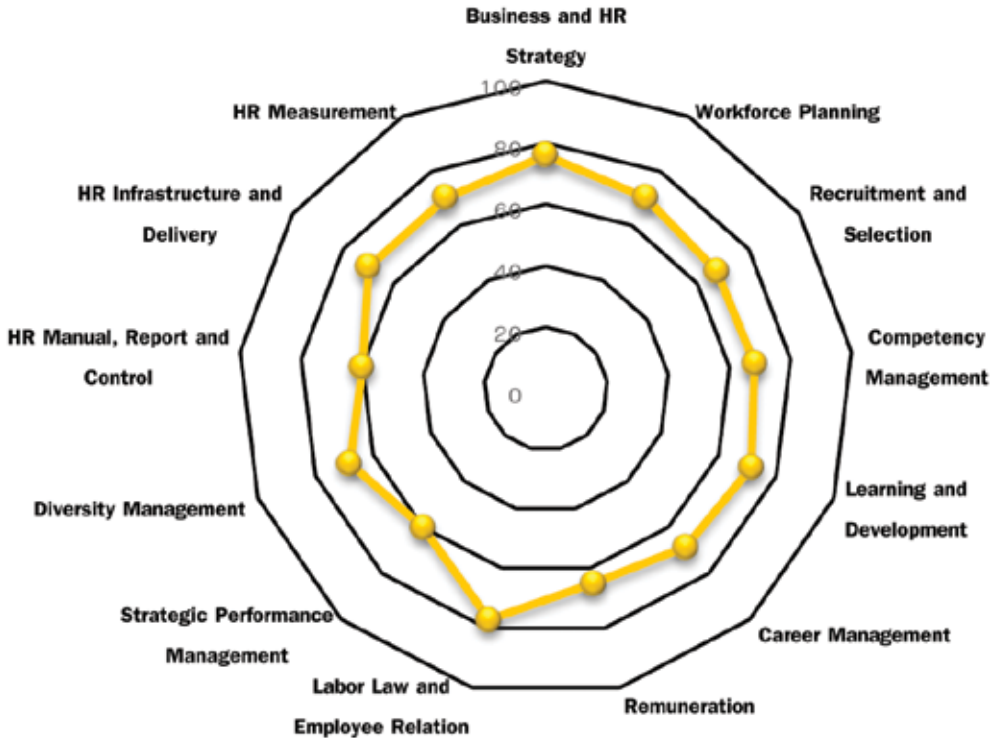 Business and HR
Strategy
100
80
60
40
20
0
Workforce Planning
Recruitment and
Selection
Competency
Management
Learning and
Development
Career Management
Remuneration
Labor Law and
Employee Relation
Strategic Performance
Management
Diversity Management
HR Manual, Report and
Control
HR Infrastructure and
Delivery
HR Measurement